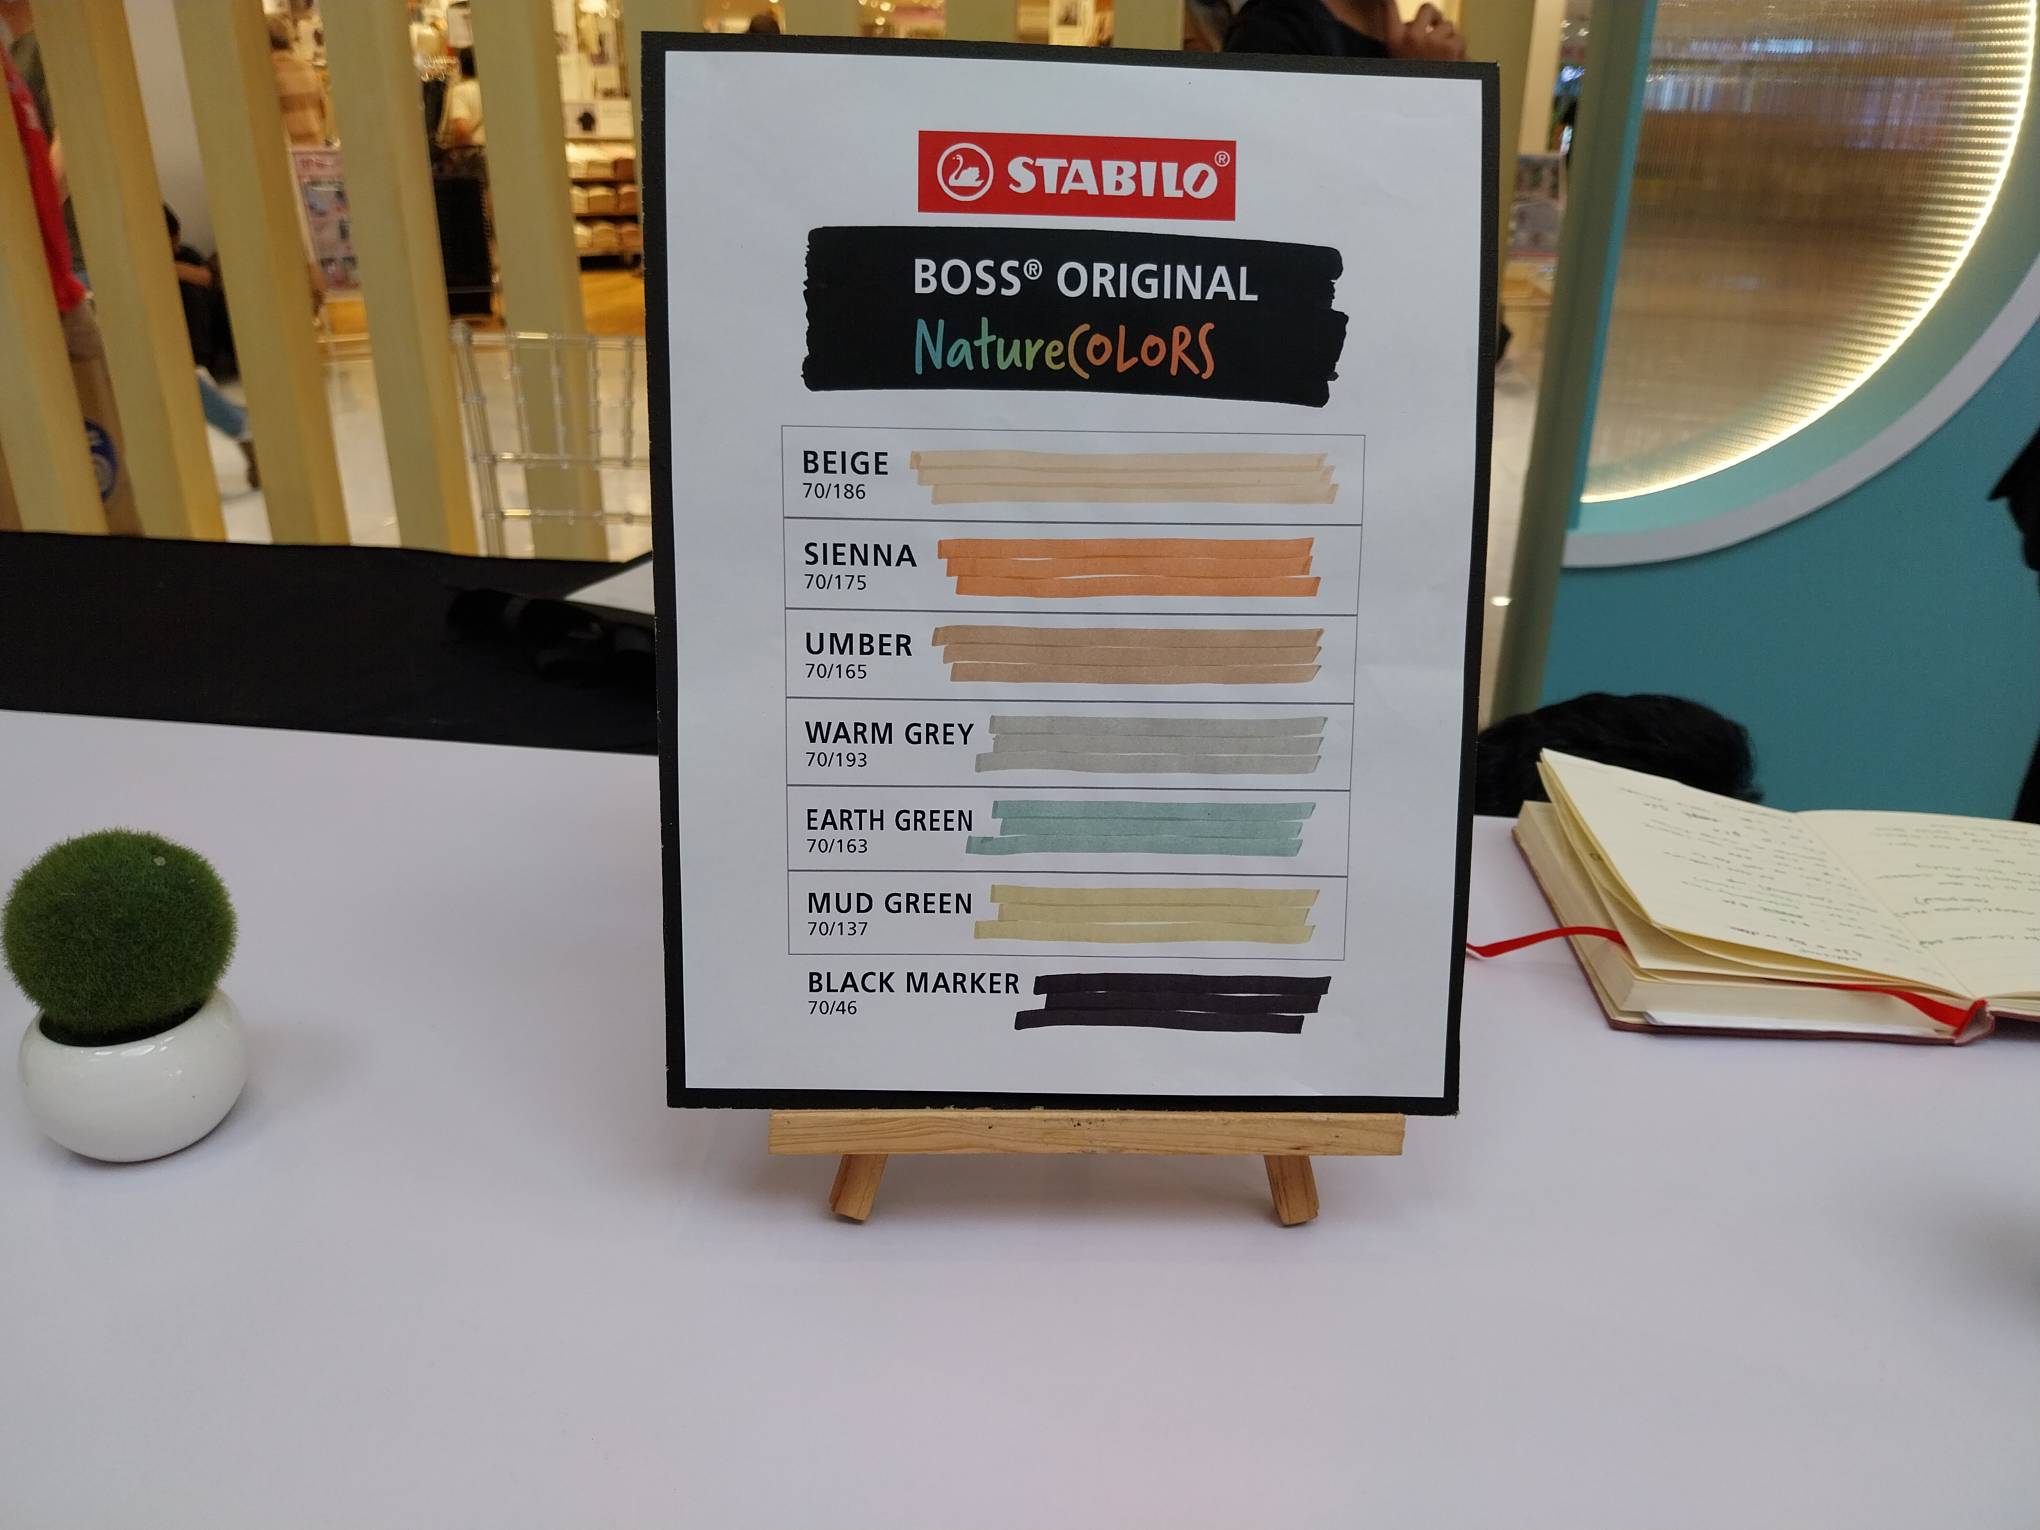 STABILO®
BOSS® ORIGINAL
NatureCOLORS
BEIGE
70/186
SIENNA
70/175
UMBER
70/165
WARM GREY
70/193
EARTH GREEN
70/163
MUD GREEN
70/137
BLACK MARKER
70/46